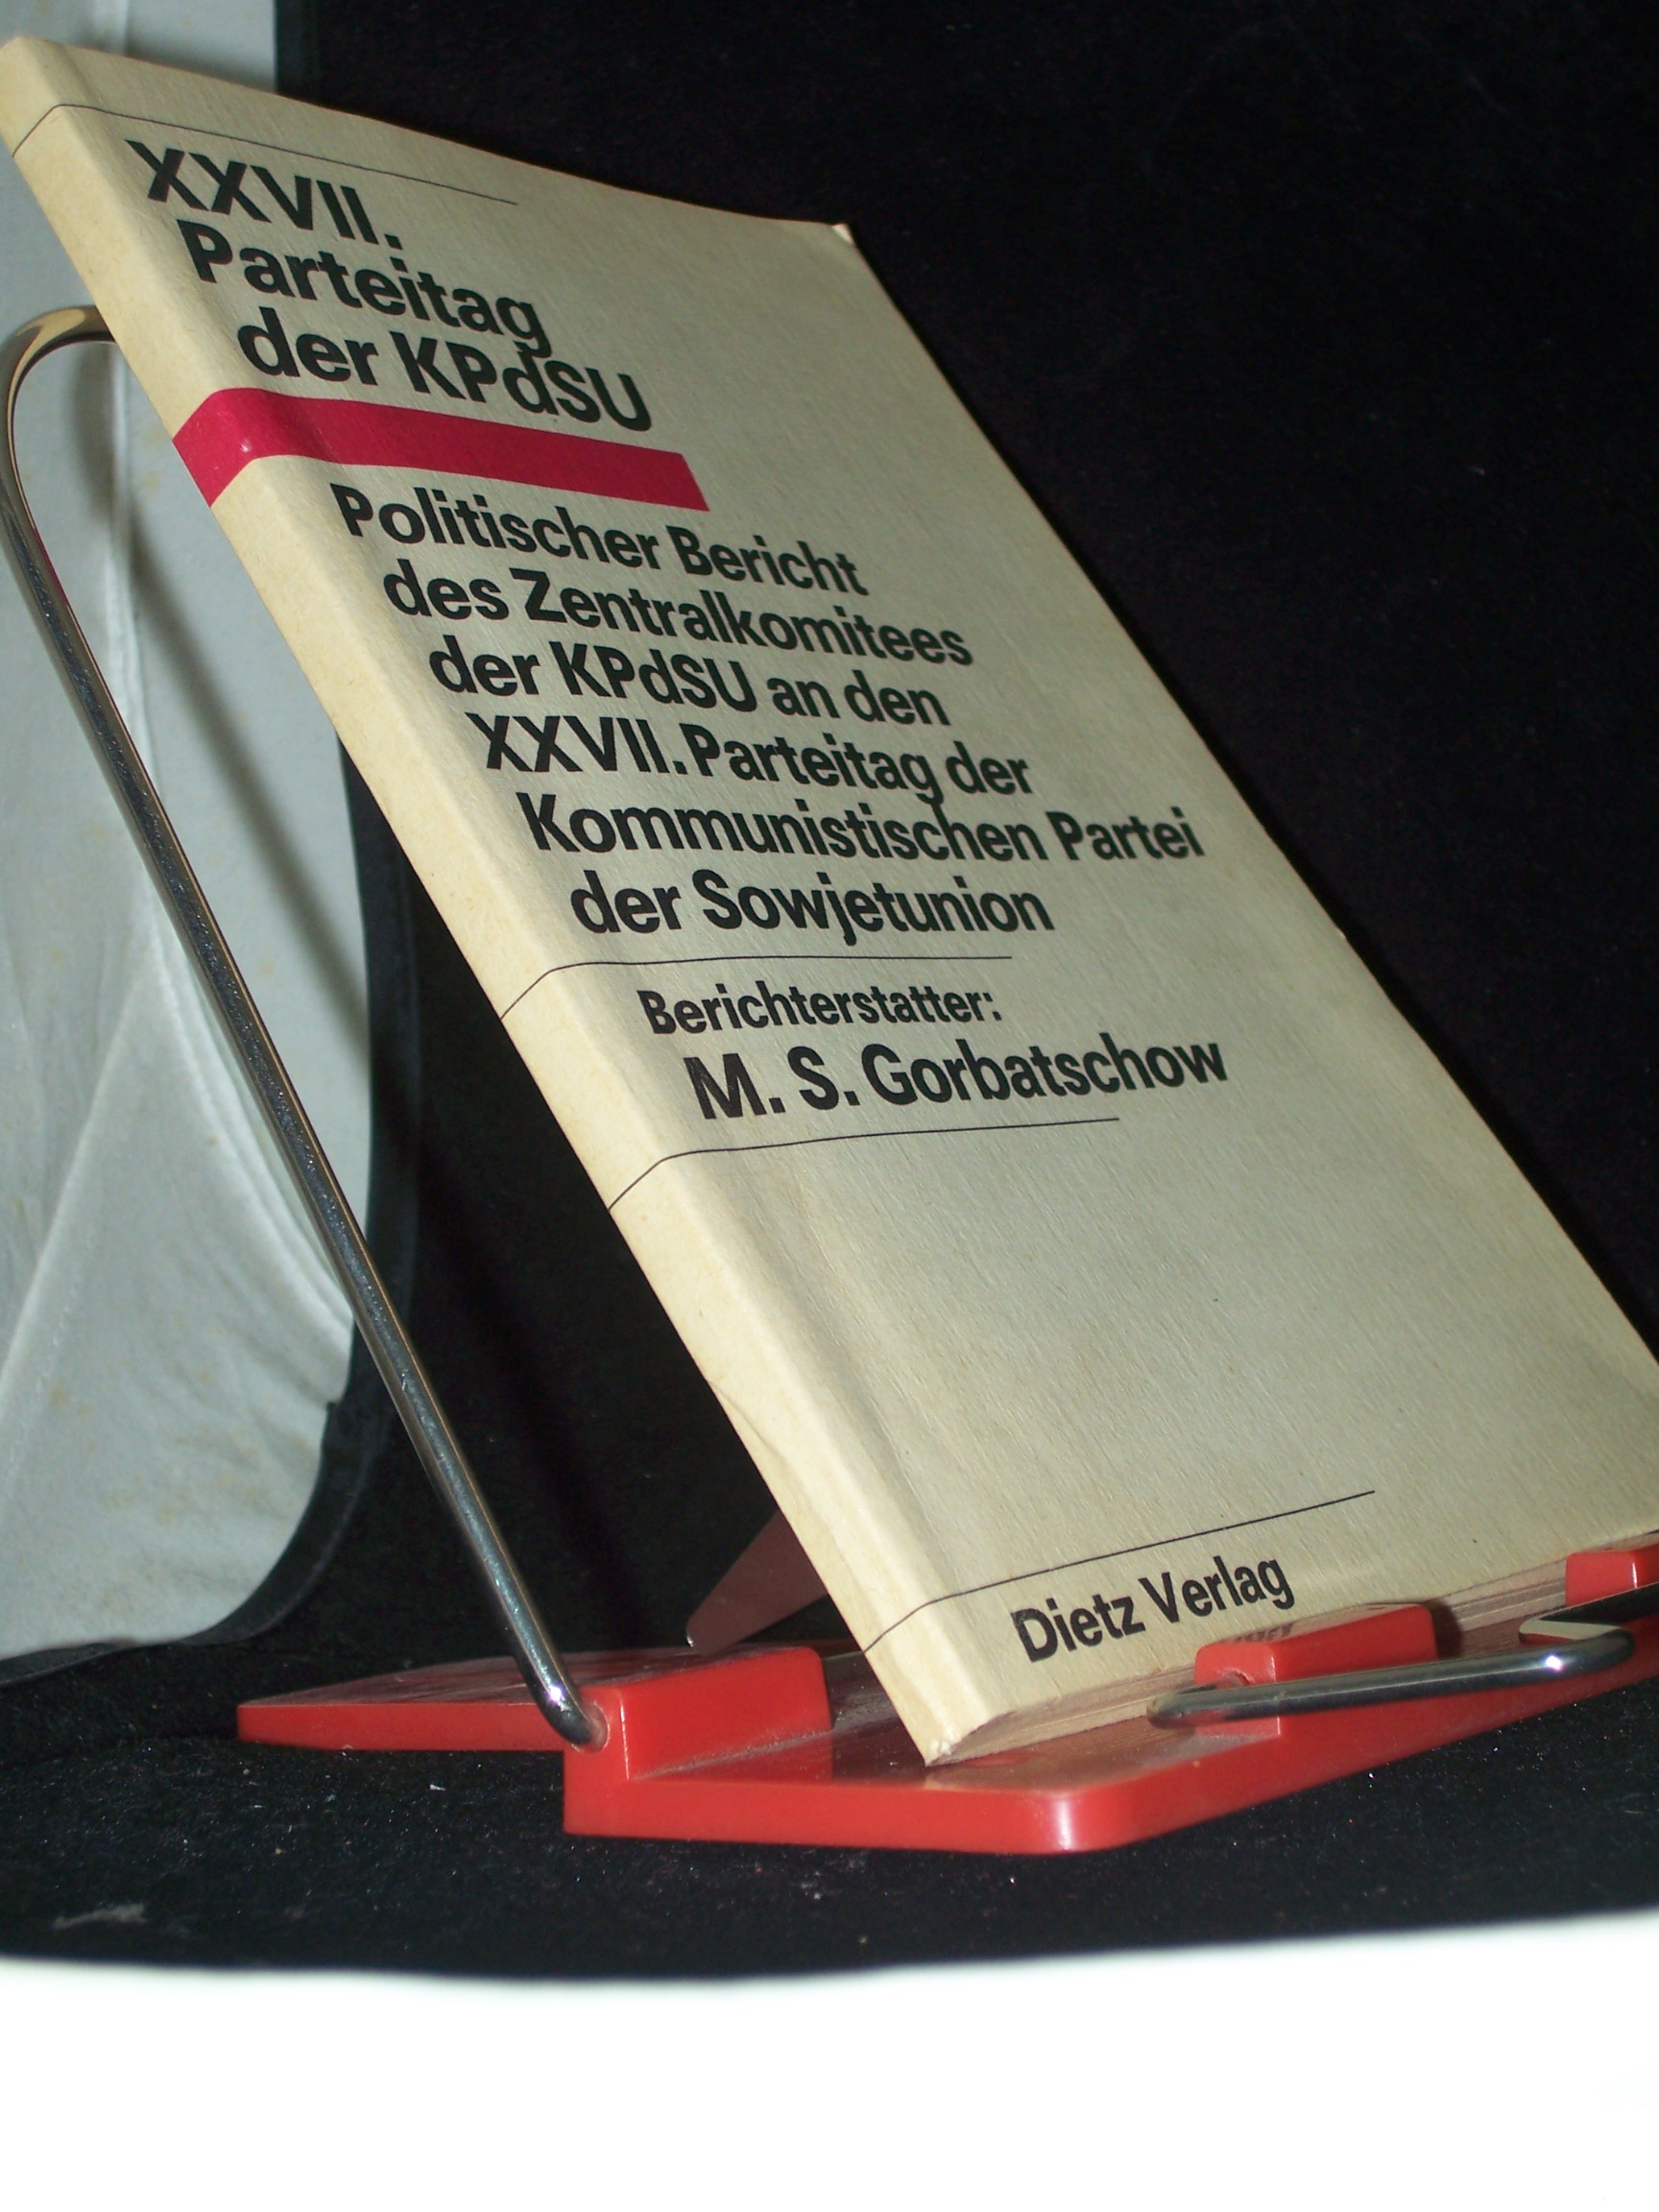 XXVII.
Parteitag
der KPdSU
Politischer Bericht
des Zentralkomitees
der KPdSU an den
XXVII. Parteitag der
Kommunistischen Partei
der Sowjetunion
Berichterstatter:
M. S. Gorbatschow
Dietz Verlag